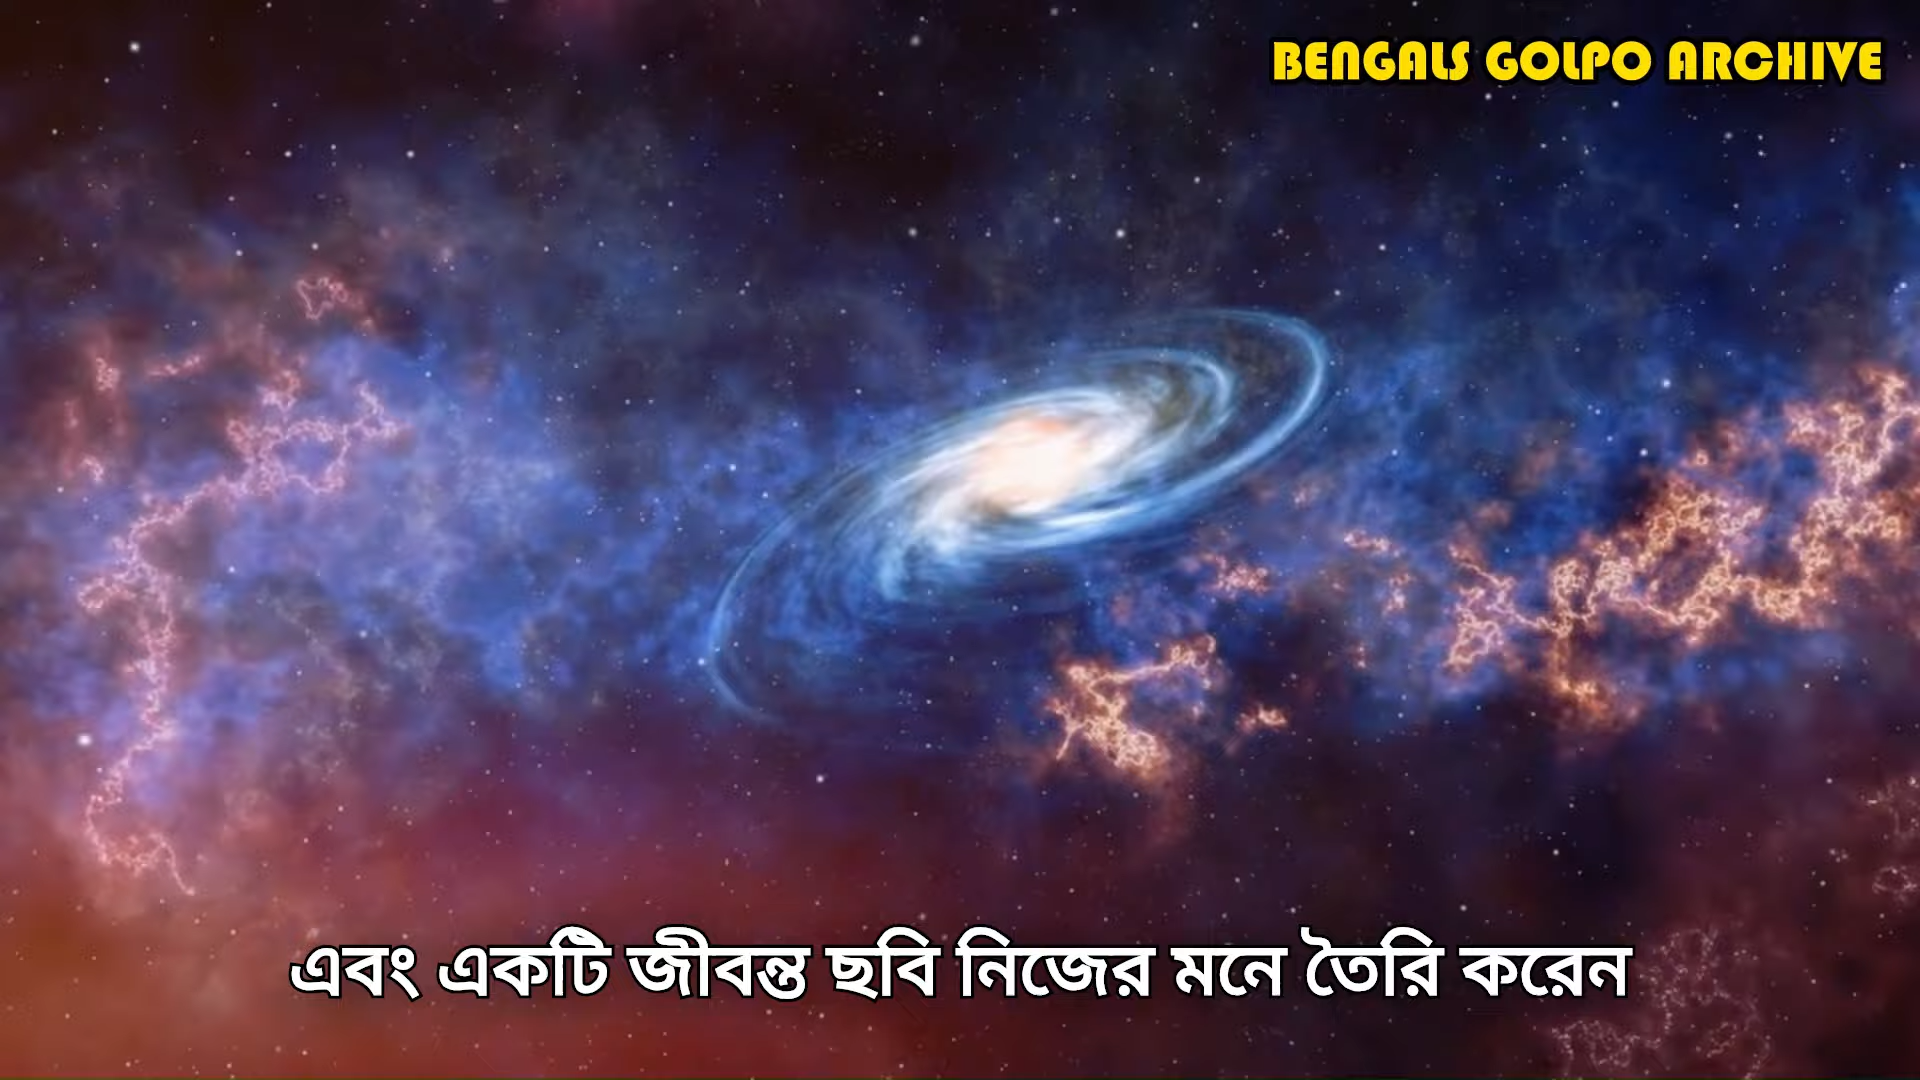 BENGALS GOLPO ARCHIVE
এবং একটি জীবন্ত ছবি নিজের মনে তৈরি করেন